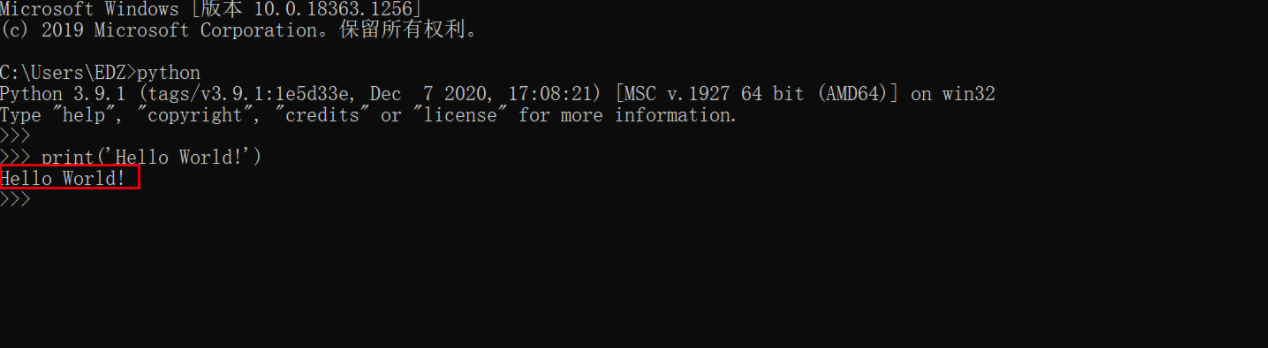 Microsoft Windows [版本 10.0.18363.1256]
(c) 2019 Microsoft Corporation。保留所有权利。
C:\Users\EDZ>python
Python 3.9.1 (tags/v3.9.1:1e5d33e, Dec  7 2020, 17:08:21) [MSC v.1927 64 bit (AMD64)] on win32
Type "help", "copyright", "credits" or "license" for more information.
>>>
>>> print('Hello World!')
Hello World!
>>>